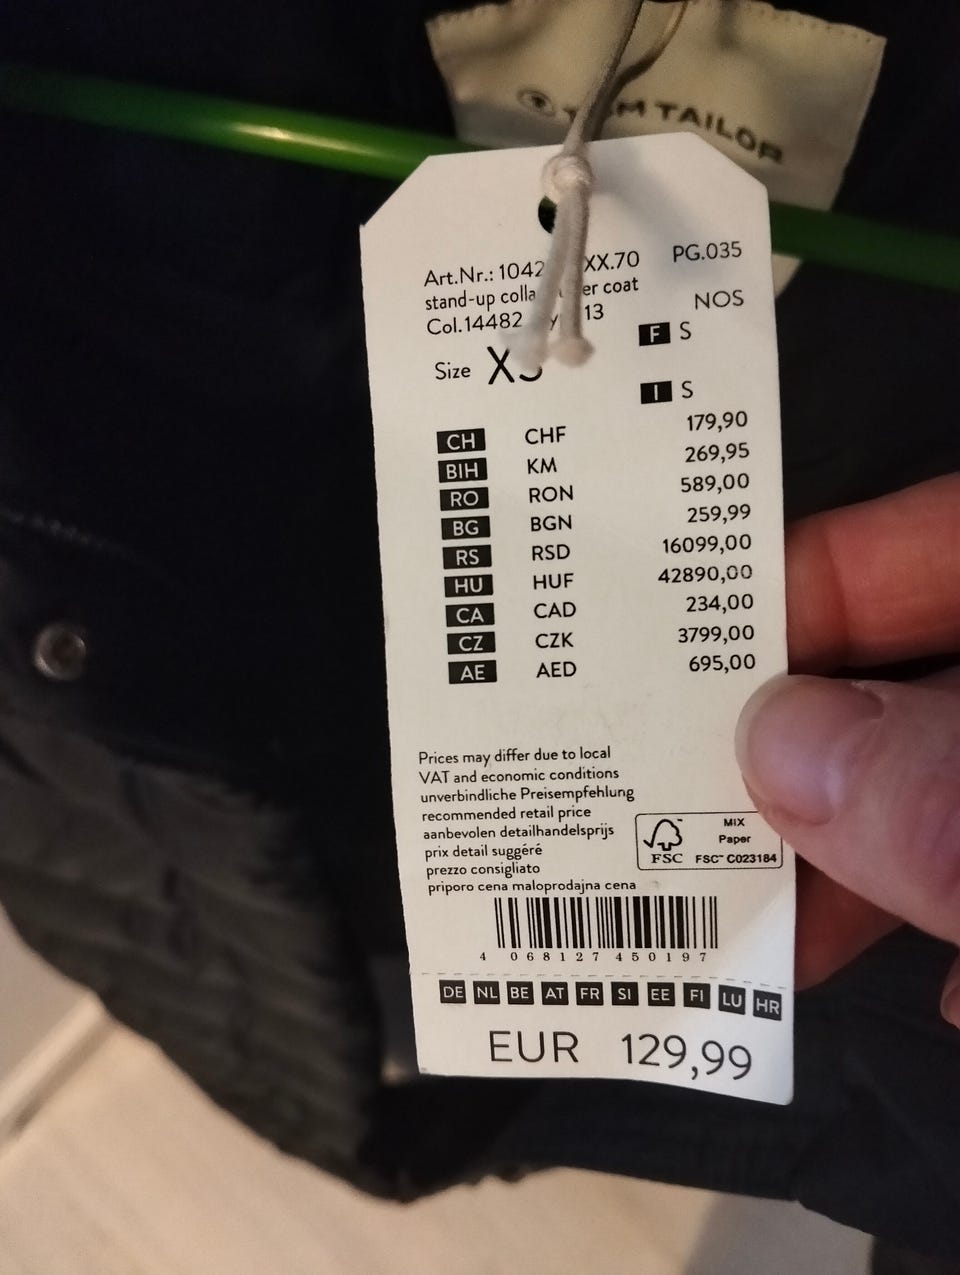 TAILOR
Art.Nr.: 1042 XX.70 PG.035
stand-up colla er coat
NOS
Col.14482 13
F S
Size XS
I S
CH CHF 179,90
BIH KM 269,95
RO RON 589,00
BG BGN 259,99
RS RSD 16099,00
HU HUF 42890,00
CA CAD 234,00
CZ CZK 3799,00
AE AED 695,00
Prices may differ due to local
VAT and economic conditions
unverbindliche Preisempfehlung
recommended retail price
aanbevolen detailhandelsprijs
prix detail suggéré
prezzo consigliato
priporo cena maloprodajna cena
MIX
Paper
FSC FSC™ C023184
4 068127 450197
DE NL BE AT FR SI EE FI LU HR
EUR 129,99